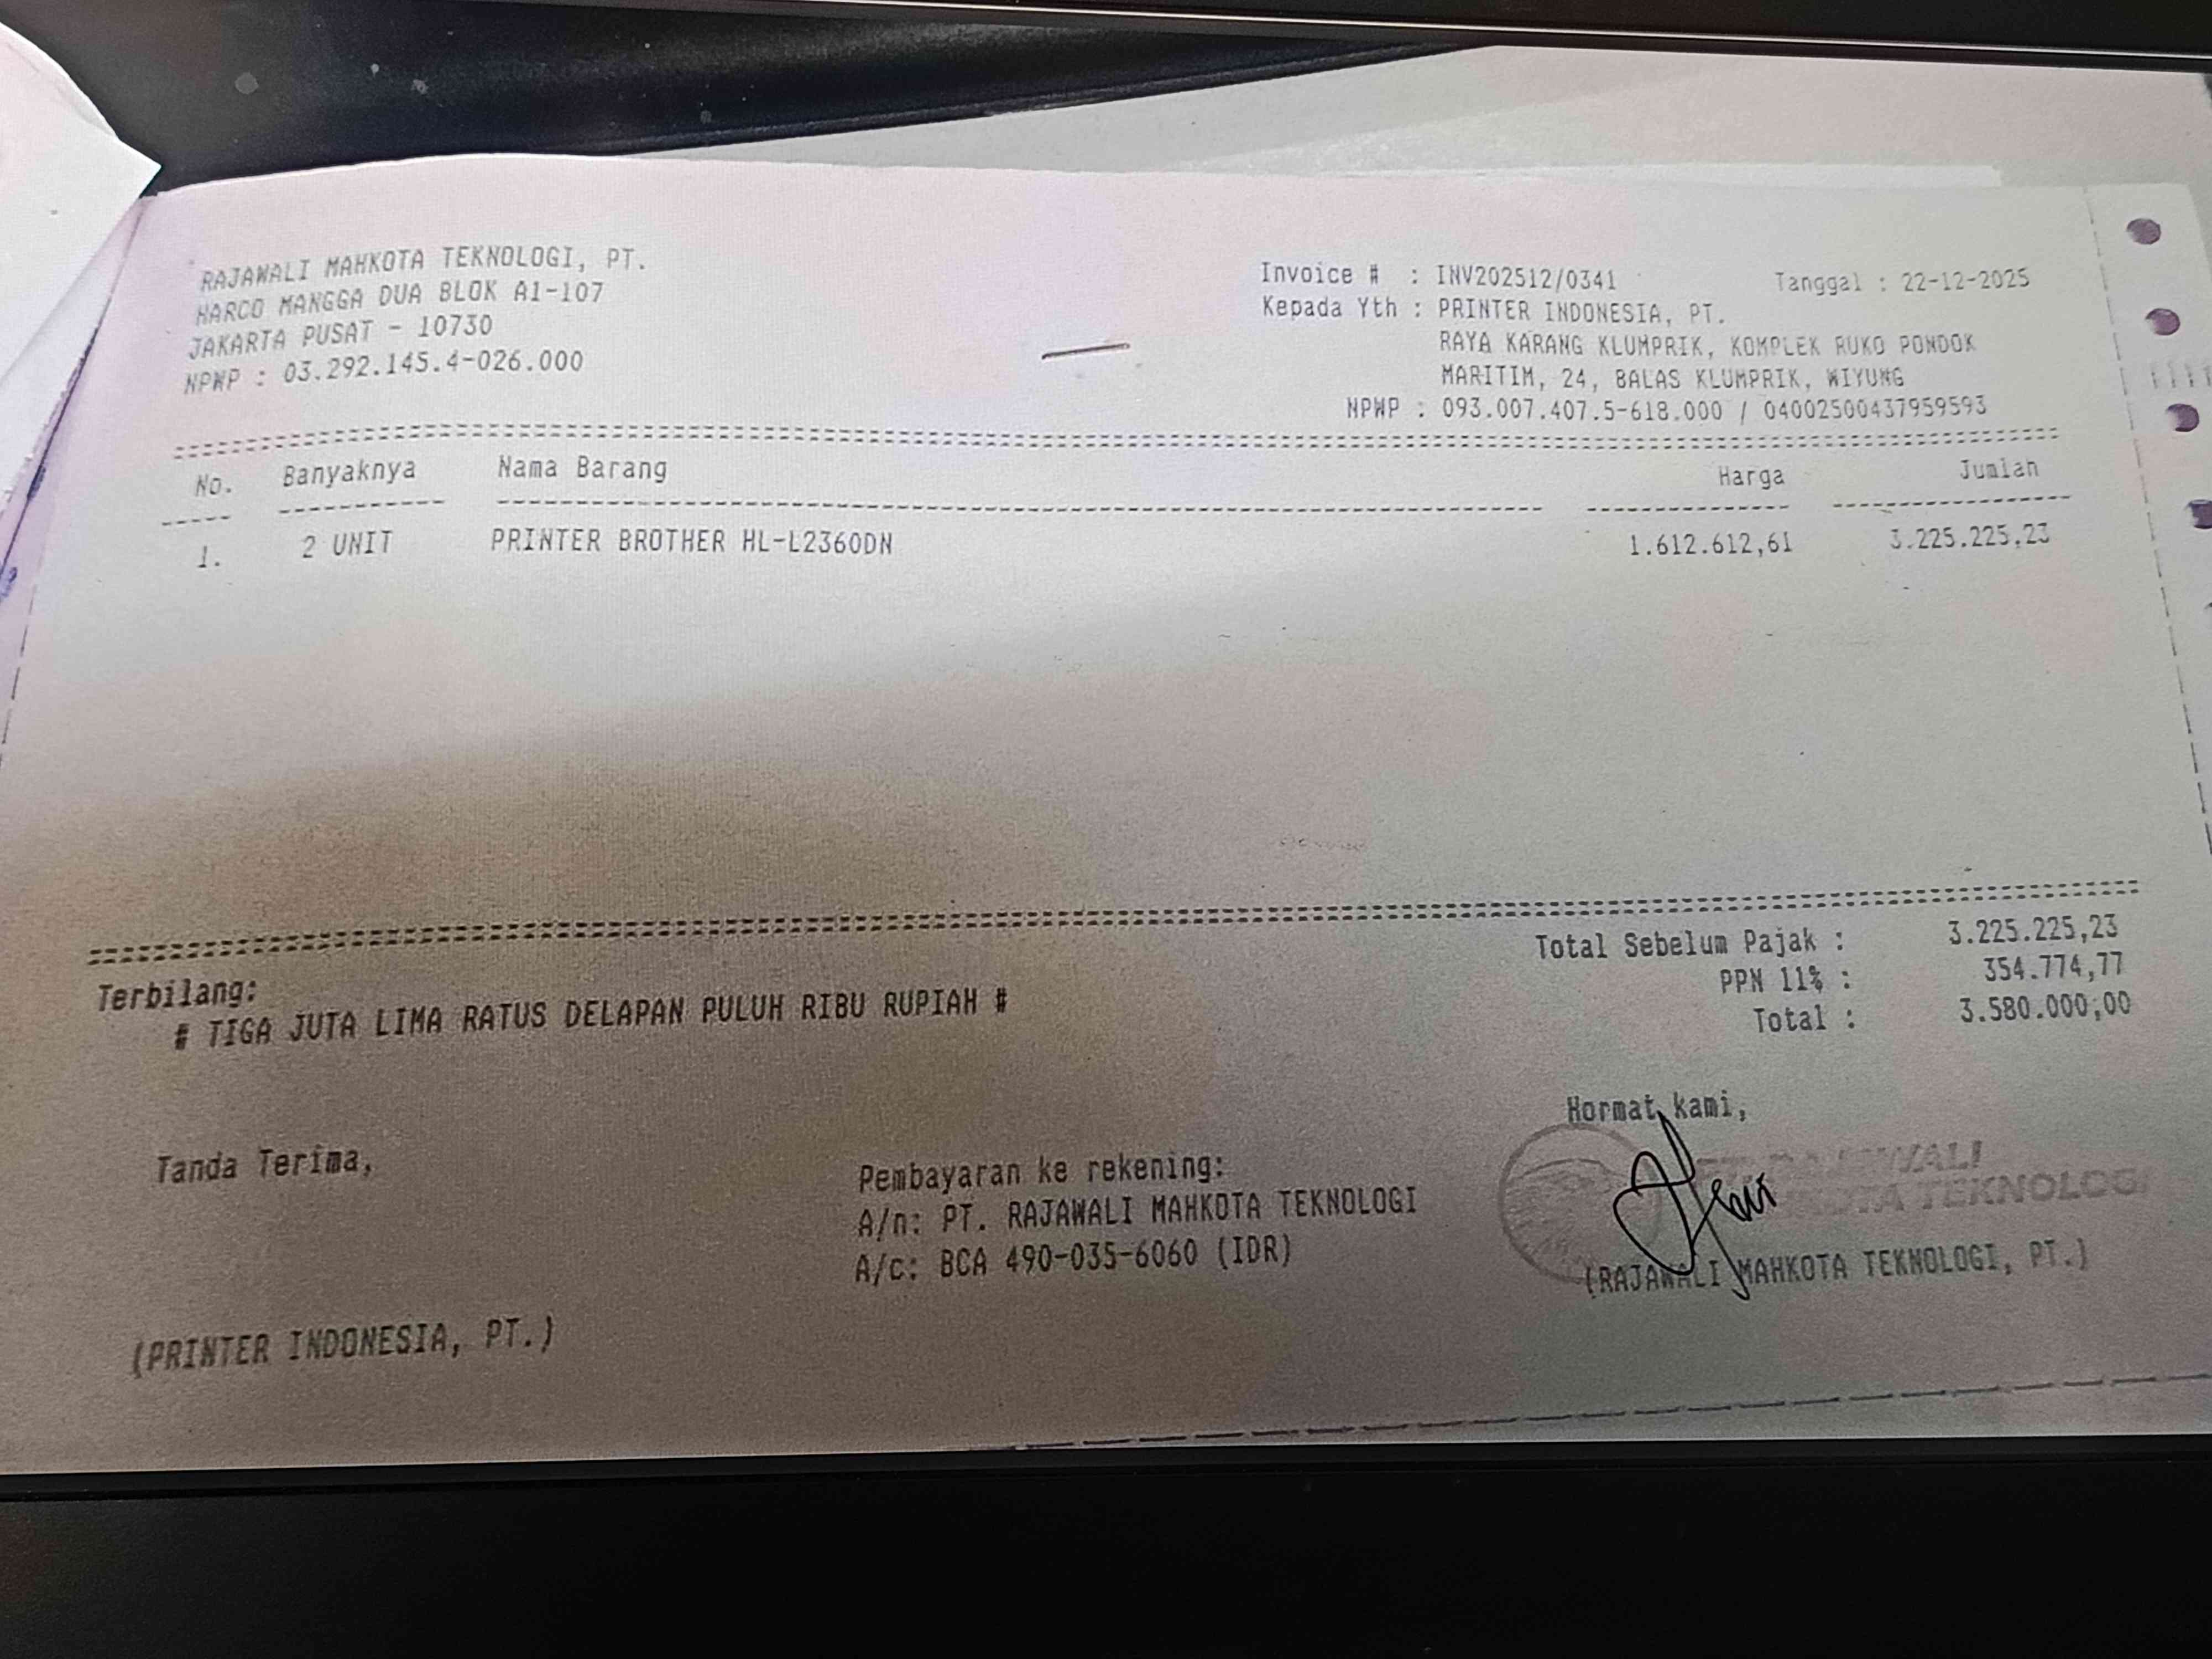 RAJAWALI MAHKOTA TEKNOLOGI, PT.
HARCO MANGGA DUA BLOK A1-107
JAKARTA PUSAT - 10730
NPWP : 03.292.145.4-026.000
Invoice # : INV202512/0341 Tanggal : 22-12-2025
Kepada Yth : PRINTER INDONESIA, PT.
RAYA KARANG KLUMPRIK, KOMPLEK RUKO PONDOK
MARITIM, 24, BALAS KLUMPRIK, WIYUNG
NPWP : 093.007.407.5-618.000 / 04002500437959593
No. Banyaknya Nama Barang Harga Jumlah
1. 2 UNIT PRINTER BROTHER HL-L2360DN 1.612.612,61 3.225.225,23
Total Sebelum Pajak : 3.225.225,23
PPN 11% : 354.774,77
Total : 3.580.000,00
Terbilang:
# TIGA JUTA LIMA RATUS DELAPAN PULUH RIBU RUPIAH #
Tanda Terima,
(PRINTER INDONESIA, PT.)
Pembayaran ke rekening:
A/n: PT. RAJAWALI MAHKOTA TEKNOLOGI
A/c: BCA 490-035-6060 (IDR)
Hormat kami,
TEKNOLOGI
(RAJAWALI MAHKOTA TEKNOLOGI, PT.)